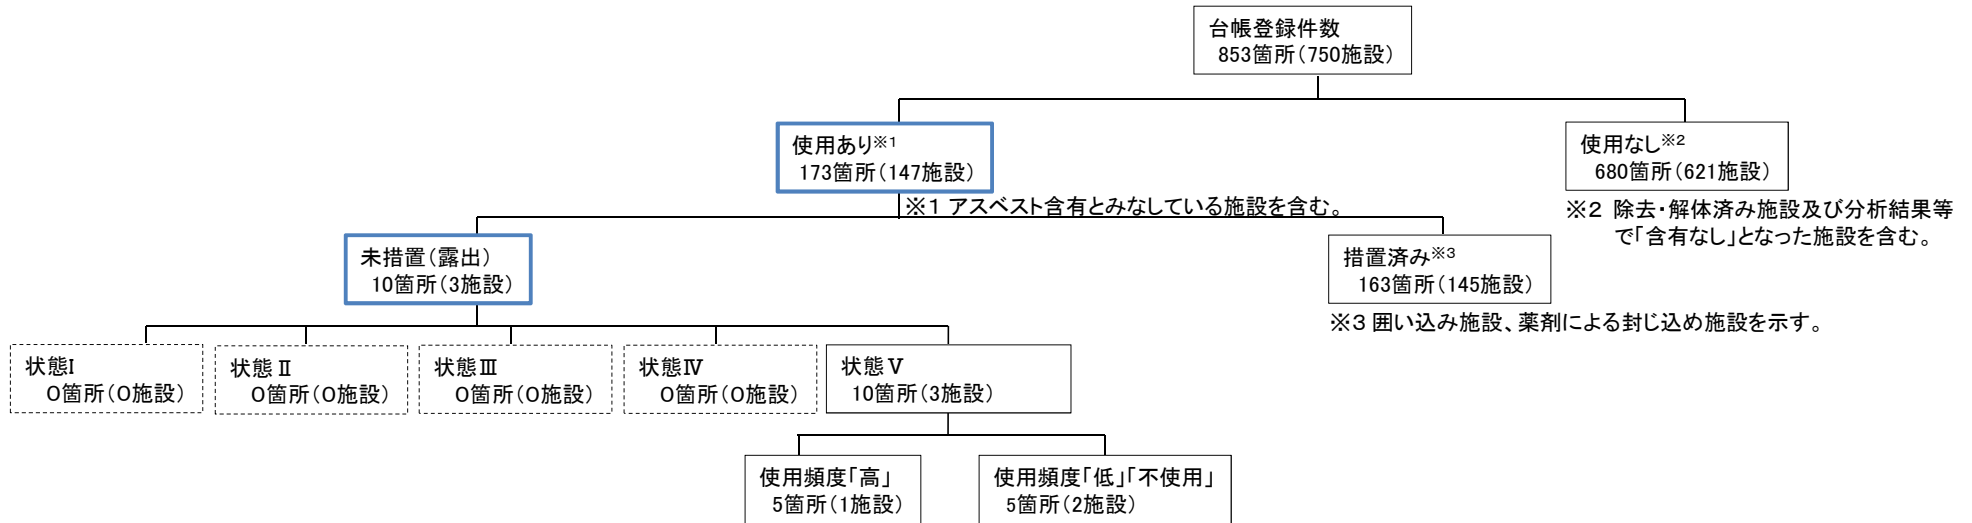 台帳登録件数
853箇所(750施設)
使用あり※1
173箇所(147施設)
使用なし※2
680箇所(621施設)
※1 アスベスト含有とみなしている施設を含む。
※2 除去・解体済み施設及び分析結果等
で「含有なし」となった施設を含む。
未措置(露出)
10箇所(3施設)
措置済み※3
163箇所(145施設)
※3 囲い込み施設、薬剤による封じ込め施設を示す。
状態Ⅰ
0箇所(0施設)
状態Ⅱ
0箇所(0施設)
状態Ⅲ
0箇所(0施設)
状態Ⅳ
0箇所(0施設)
状態Ⅴ
10箇所(3施設)
使用頻度「高」
5箇所(1施設)
使用頻度「低」「不使用」
5箇所(2施設)